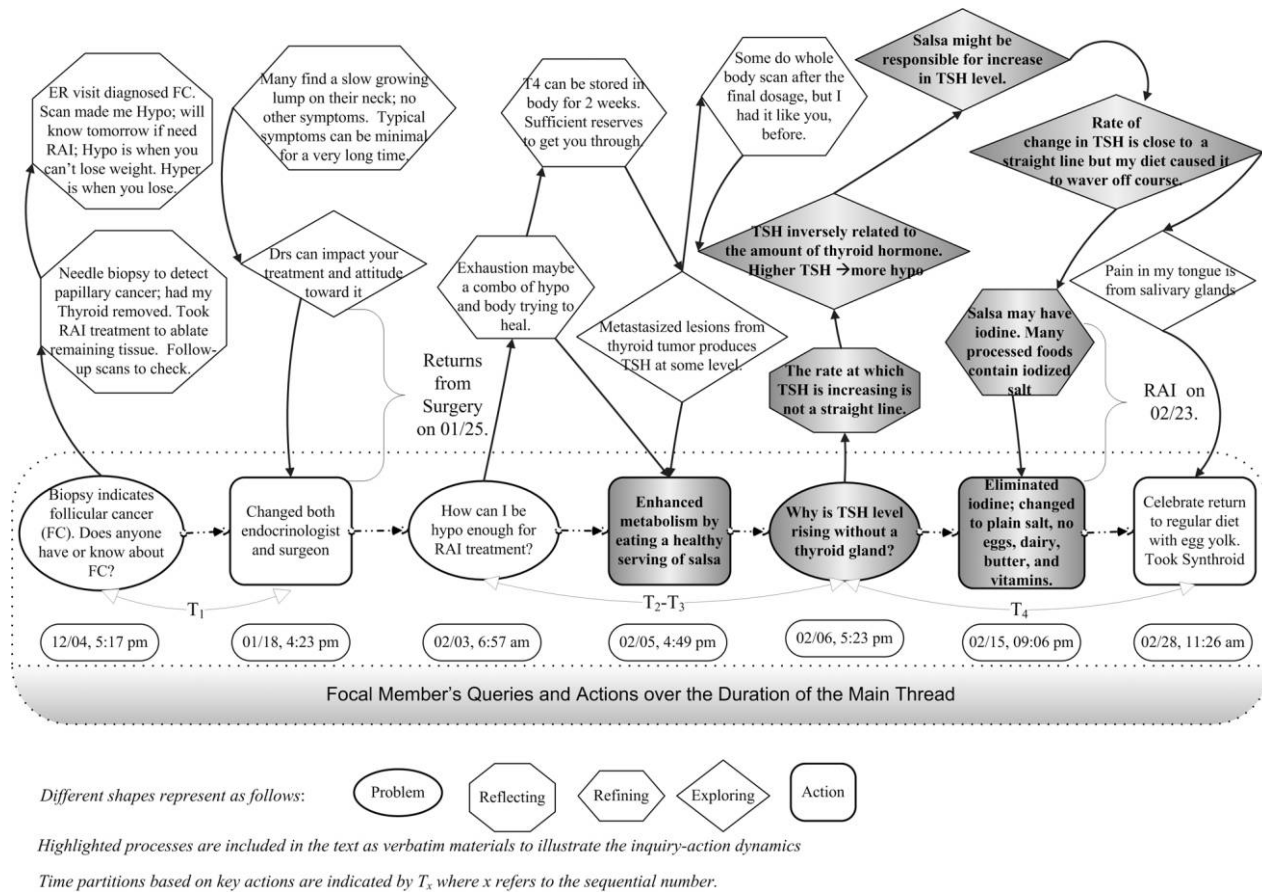 ER visit diagnosed FC.
Scan made me Hypo; will
know tomorrow if need
RAI; Hypo is when you
can't lose weight. Hyper
is when you lose.
Many find a slow growing
lump on their neck; no
other symptoms.  Typical
symptoms can be minimal
for a very long time.
T4 can be stored in
body for 2 weeks.
Sufficient reserves
to get you through.
Some do whole
body scan after the
final dosage, but I
had it like you,
before.
Salsa might be
responsible for increase
in TSH level.
Rate of
change in TSH is close to  a
straight line but my diet caused it
to waver off course.
Needle biopsy to detect
papillary cancer; had my
Thyroid removed. Took
RAI treatment to ablate
remaining tissue.  Follow-
up scans to check.
Drs can impact your
treatment and attitude
toward it
Exhaustion maybe
a combo of hypo
and body trying to
heal.
Metastasized lesions from
thyroid tumor produces
TSH at some level.
TSH inversely related to
the amount of thyroid hormone.
Higher TSH →more hypo
Pain in my tongue is
from salivary glands
Returns
from
Surgery
on 01/25.
The rate at which
TSH is increasing is
not a straight line.
Salsa may have
iodine. Many
processed foods
contain iodized
salt
RAI  on
02/23.
Biopsy indicates
follicular cancer
(FC). Does anyone
have or know about
FC?
Changed both
endocrinologist
and surgeon
How can I be
hypo enough for
RAI treatment?
Enhanced
metabolism by
eating a healthy
serving of salsa
Why is TSH level
rising without a
thyroid gland?
Eliminated
iodine; changed
to plain salt, no
eggs, dairy,
butter, and
vitamins.
Celebrate return
to regular diet
with egg yolk.
Took Synthroid
T1
T2-T3
T4
12/04, 5:17 pm
01/18, 4:23 pm
02/03, 6:57 am
02/05, 4:49 pm
02/06, 5:23 pm
02/15, 09:06 pm
02/28, 11:26 am
Focal Member's Queries and Actions over the Duration of the Main Thread
Different shapes represent as follows:
Problem
Reflecting
Refining
Exploring
Action
Highlighted processes are included in the text as verbatim materials to illustrate the inquiry-action dynamics
Time partitions based on key actions are indicated by Tx where x refers to the sequential number.